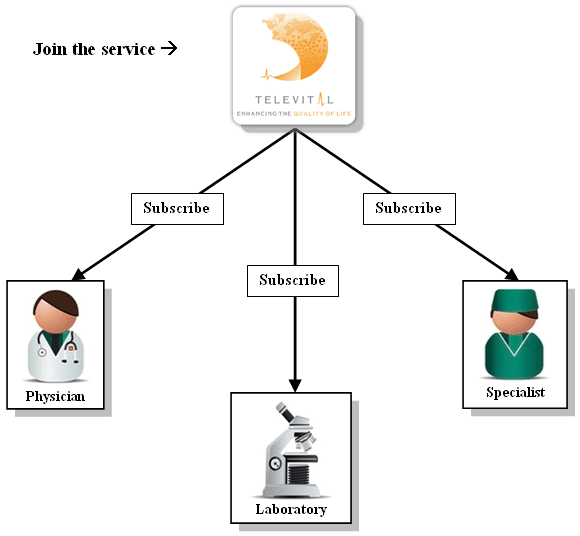 Join the service →
TELEVITAL
ENHANCING THE QUALITY OF LIFE
Subscribe
Subscribe
Subscribe
Physician
Specialist
Laboratory